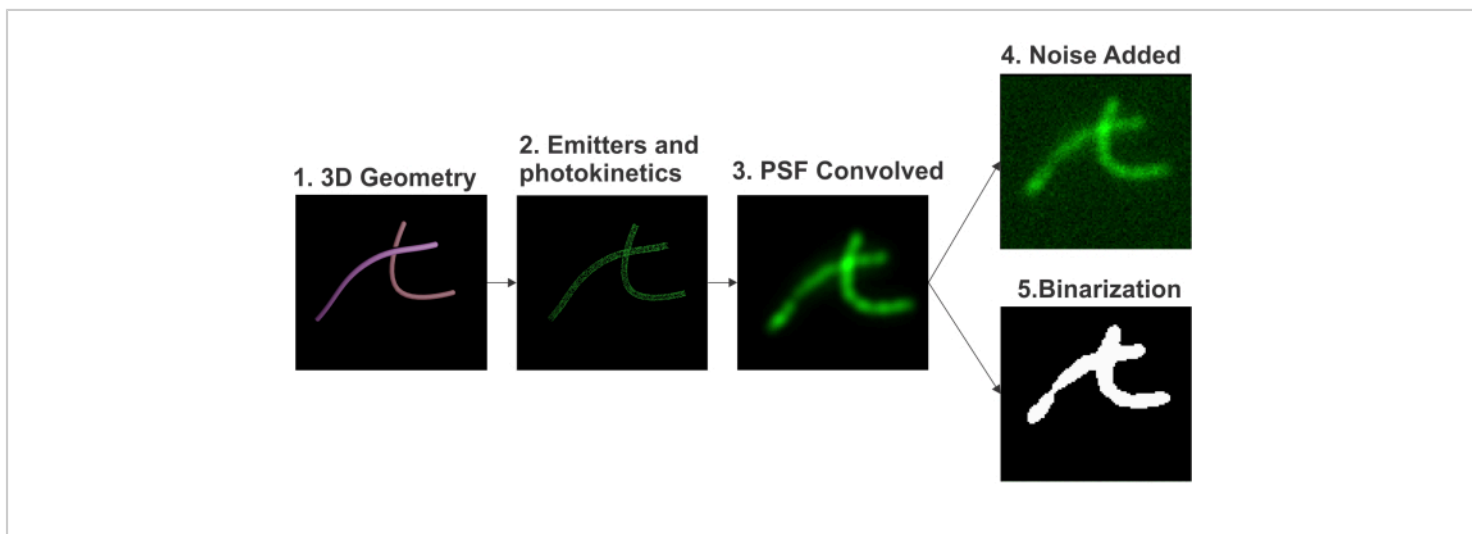 4. Noise Added
2. Emitters and
photokinetics
1. 3D Geometry
3. PSF Convolved
5.Binarization